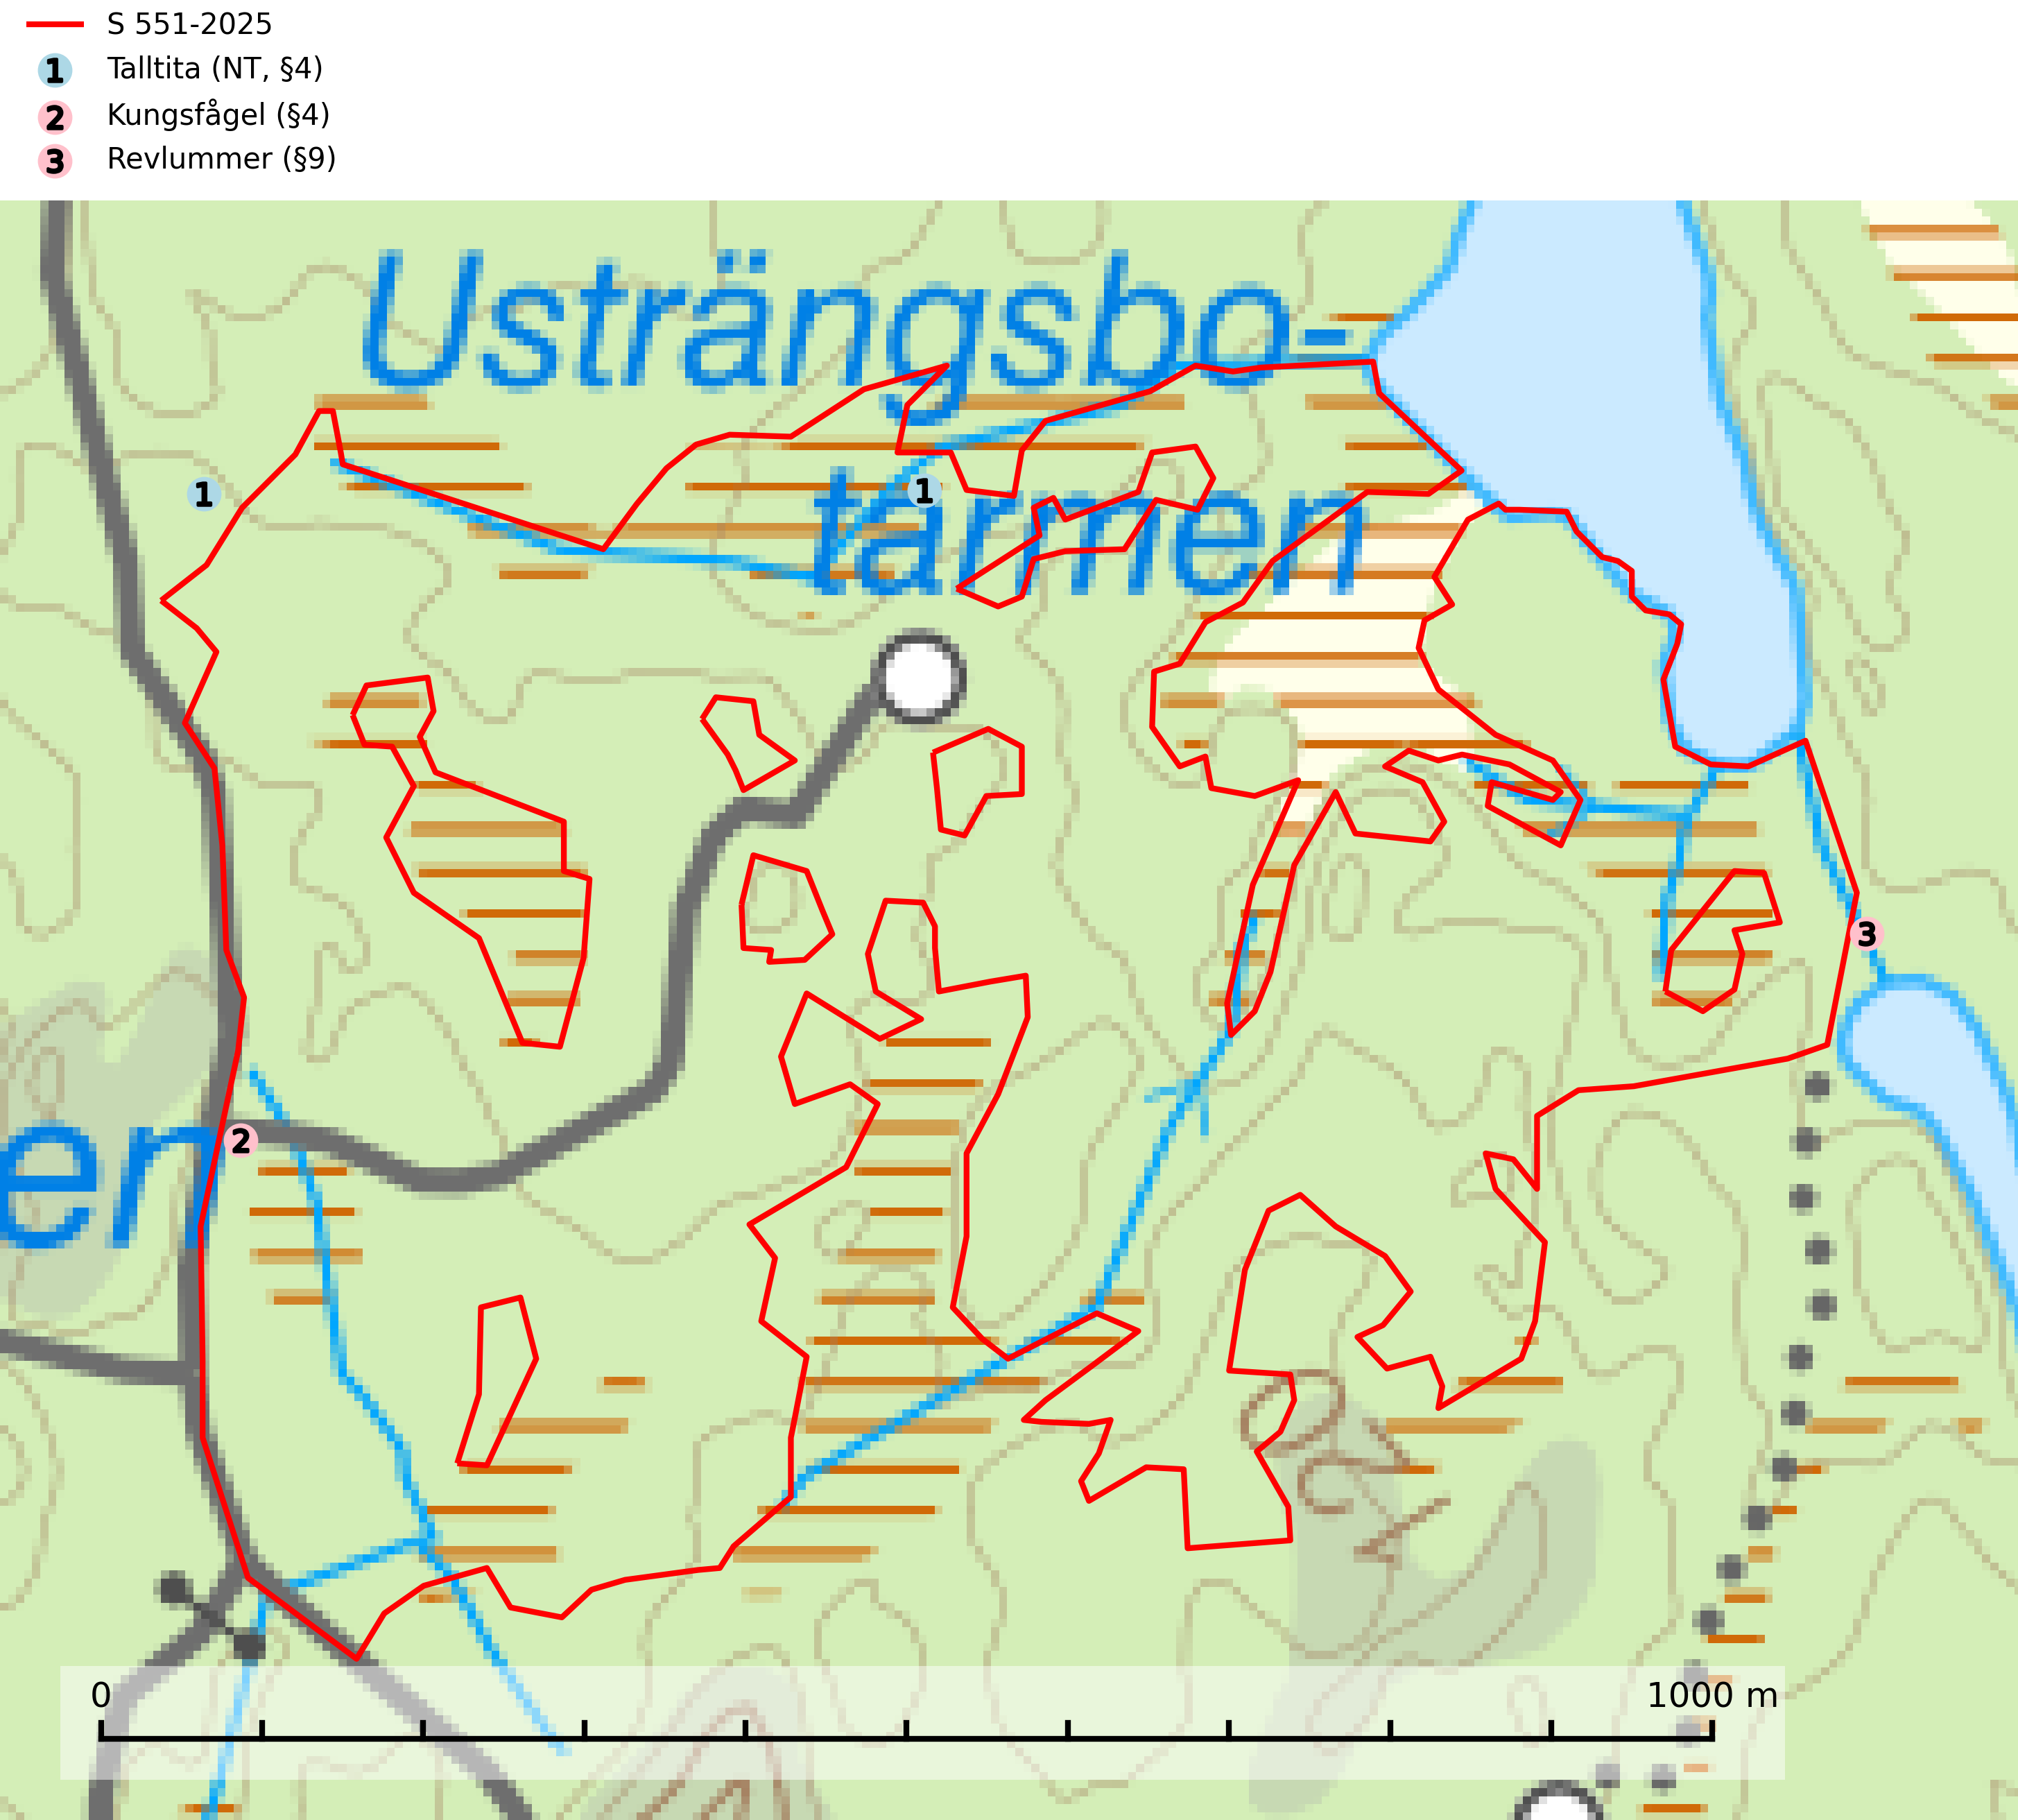 S 551-2025
1 Talltita (NT, §4)
2 Kungsfågel (§4)
3 Revlummer (§9)
Usträngsbo-
1
1
tärnen
3
er
2
0
1000 m